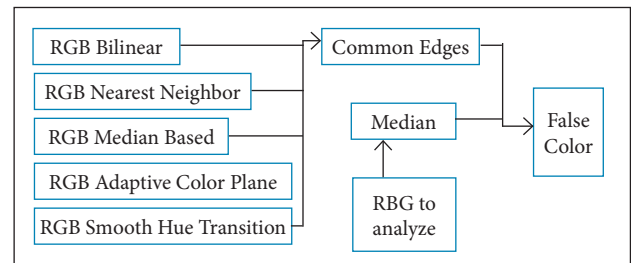 RGB Bilinear
RGB Nearest Neighbor
RGB Median Based
RGB Adaptive Color Plane
RGB Smooth Hue Transition
Common Edges
Median
RBG to
analyze
False
Color